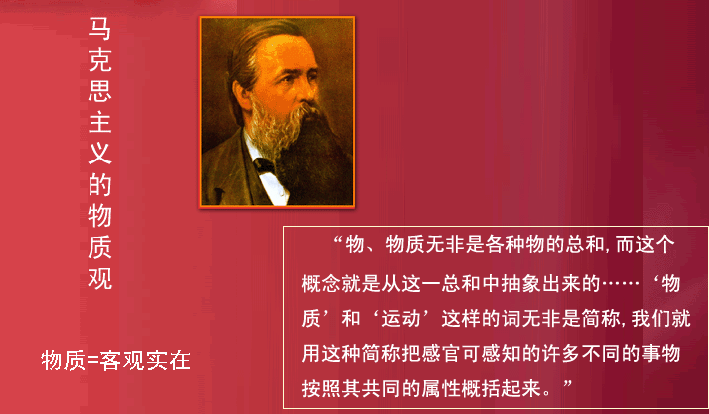 马克思主义的物质观
“物、物质无非是各种物的总和,而这个
概念就是从这一总和中抽象出来的……‘物
质’和‘运动’这样的词无非是简称,我们就
用这种简称把感官可感知的许多不同的事物
按照其共同的属性概括起来。”
物质=客观实在